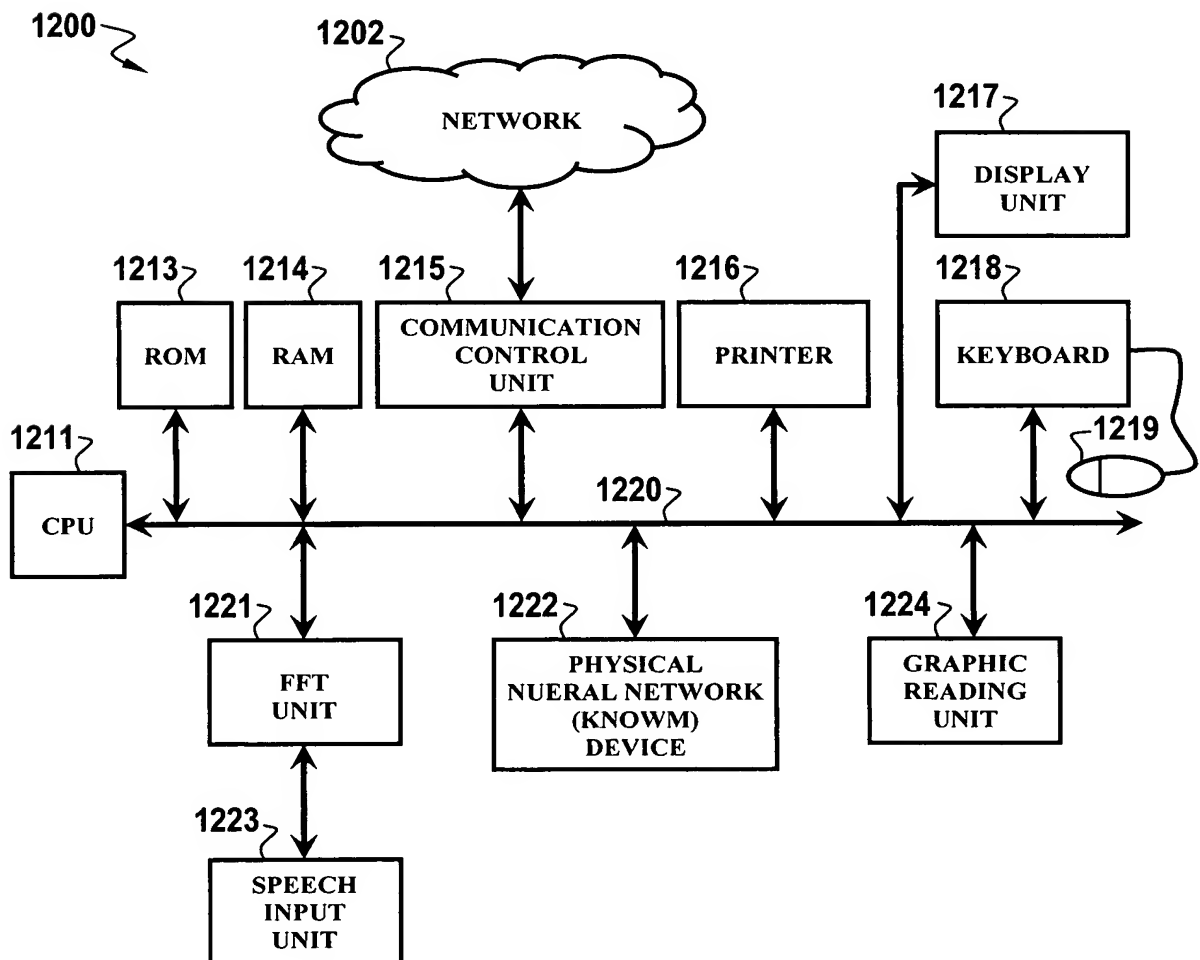 1200
1202
NETWORK
1217
DISPLAY
UNIT
1213
ROM
1214
RAM
1215
COMMUNICATION
CONTROL
UNIT
1216
PRINTER
1218
KEYBOARD
1219
1211
CPU
1220
1221
FFT
UNIT
1222
PHYSICAL
NUERAL NETWORK
(KNOWM)
DEVICE
1224
GRAPHIC
READING
UNIT
1223
SPEECH
INPUT
UNIT